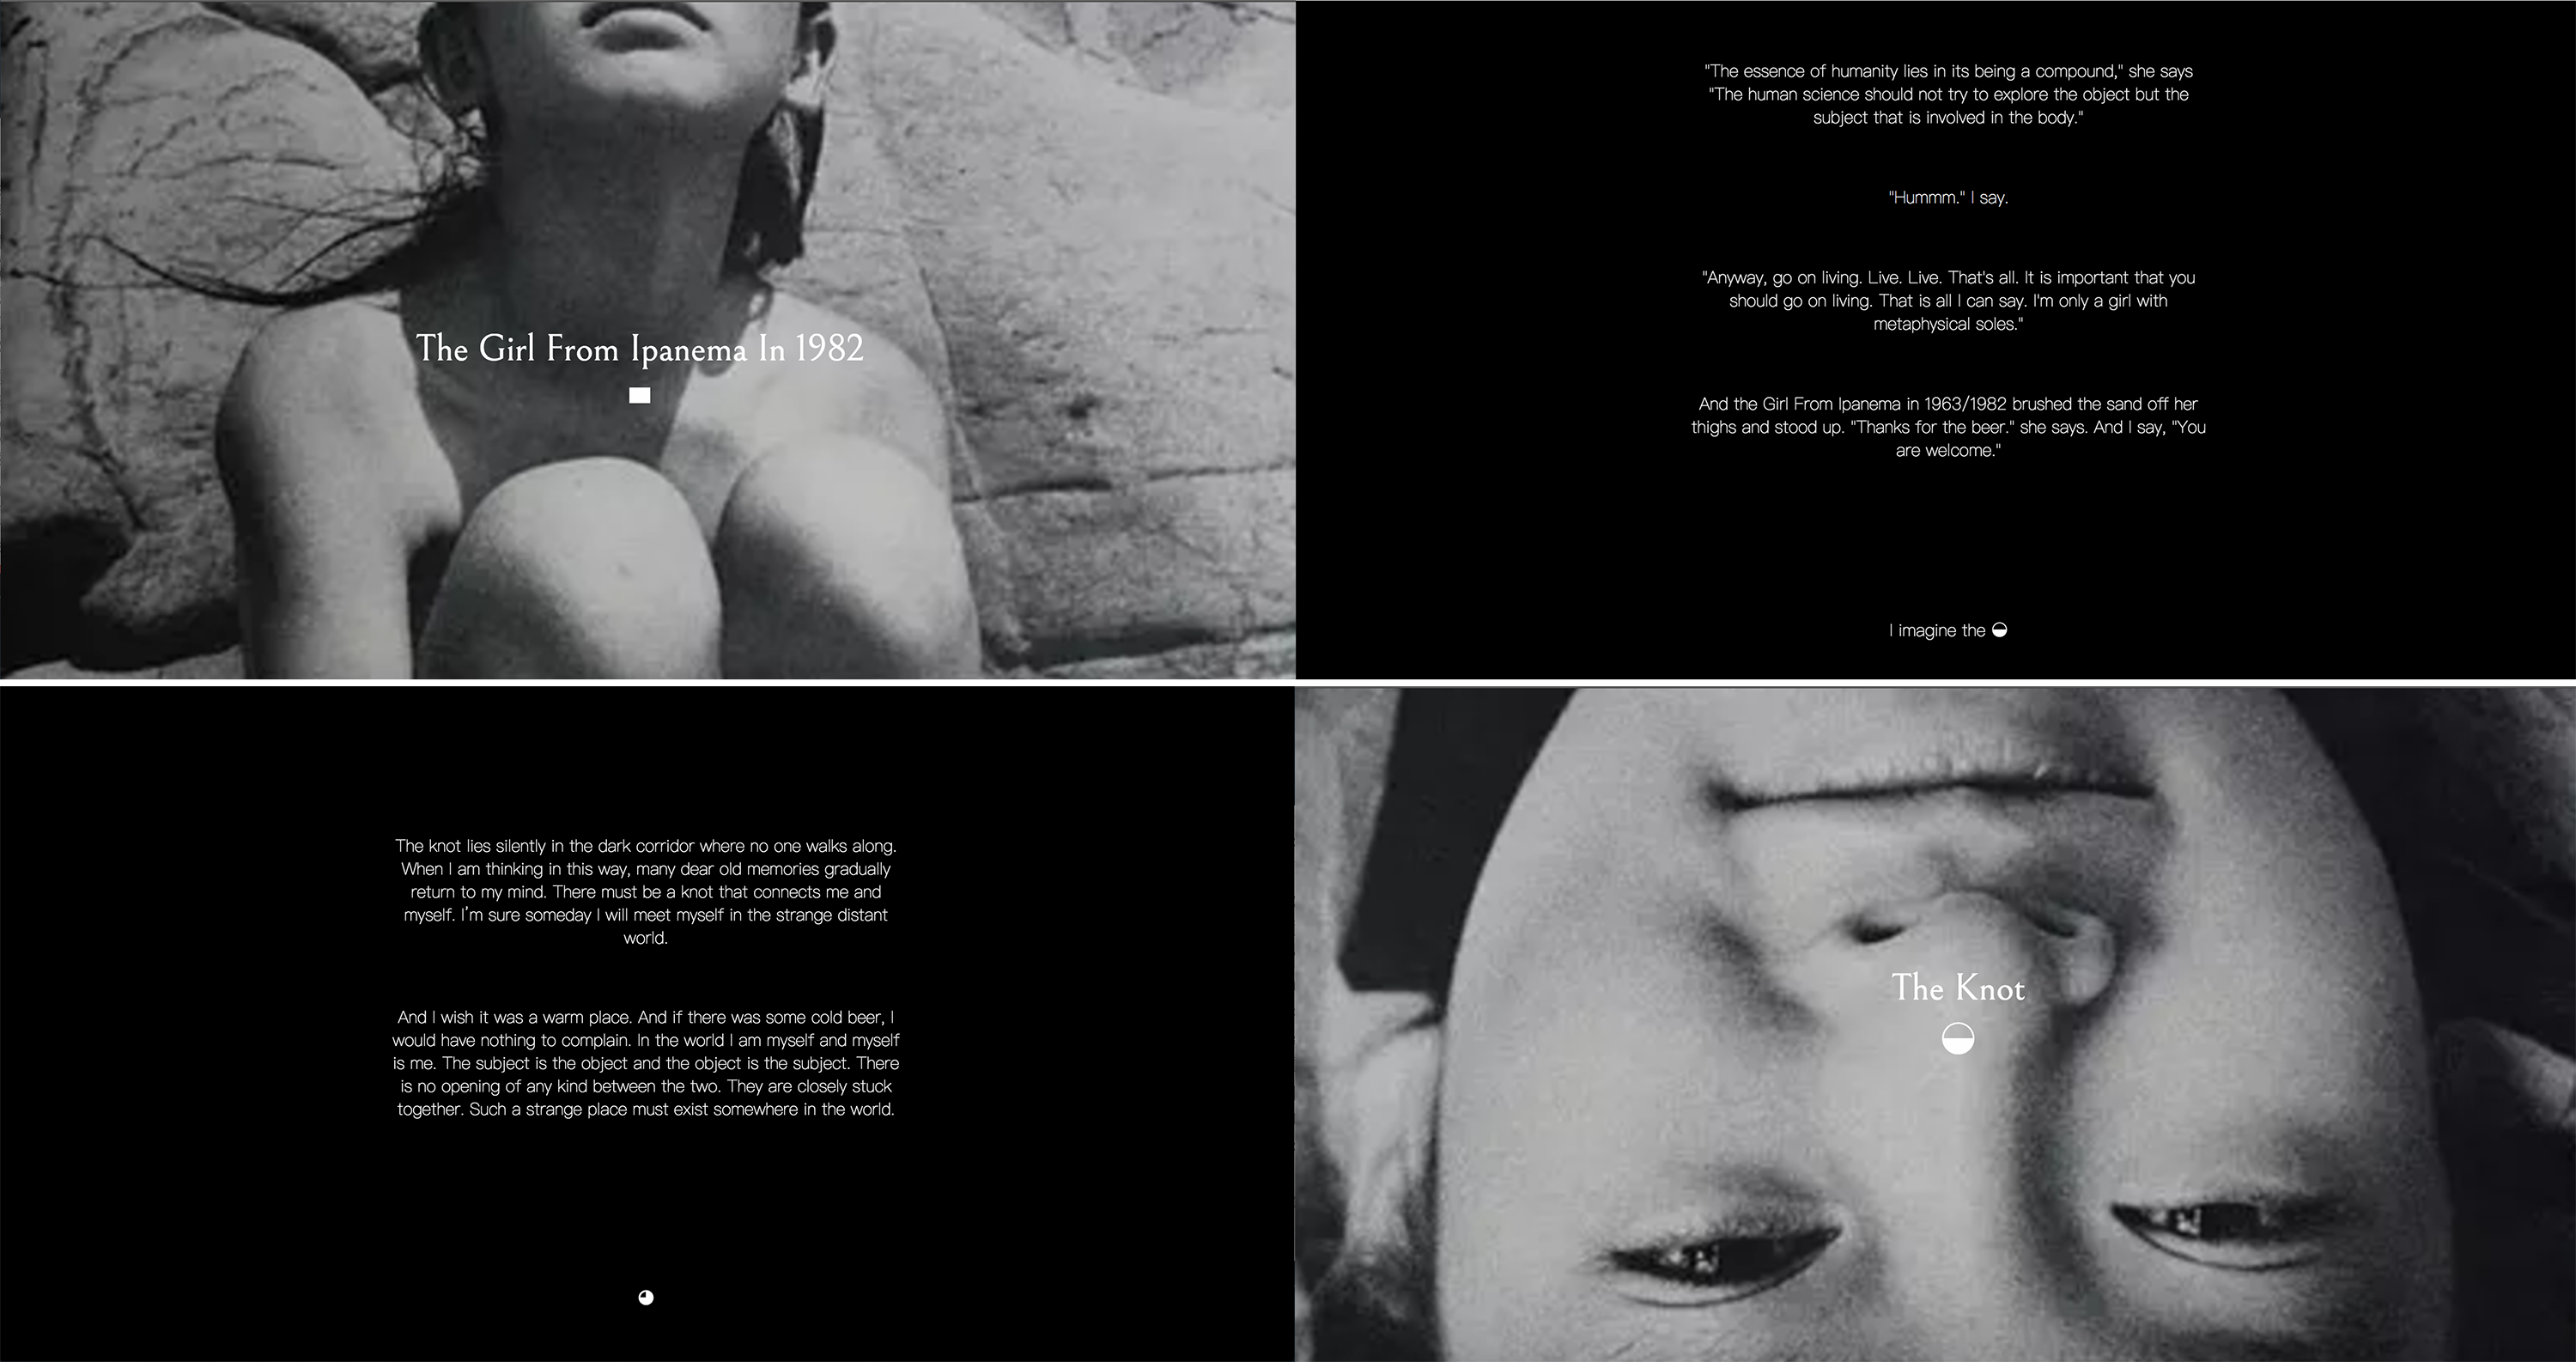 The Girl From Ipanema In 1982
"The essence of humanity lies in its being a compound," she says
"The human science should not try to explore the object but the
subject that is involved in the body."
"Hummm." I say.
"Anyway, go on living. Live. Live. That's all. It is important that you
should go on living. That is all I can say. I'm only a girl with
metaphysical soles."
And the Girl From Ipanema in 1963/1982 brushed the sand off her
thighs and stood up. "Thanks for the beer." she says. And I say, "You
are welcome."
I imagine the
The knot lies silently in the dark corridor where no one walks along.
When I am thinking in this way, many dear old memories gradually
return to my mind. There must be a knot that connects me and
myself. I’m sure someday I will meet myself in the strange distant
world.
And I wish it was a warm place. And if there was some cold beer, I
would have nothing to complain. In the world I am myself and myself
is me. The subject is the object and the object is the subject. There
is no opening of any kind between the two. They are closely stuck
together. Such a strange place must exist somewhere in the world.
The Knot